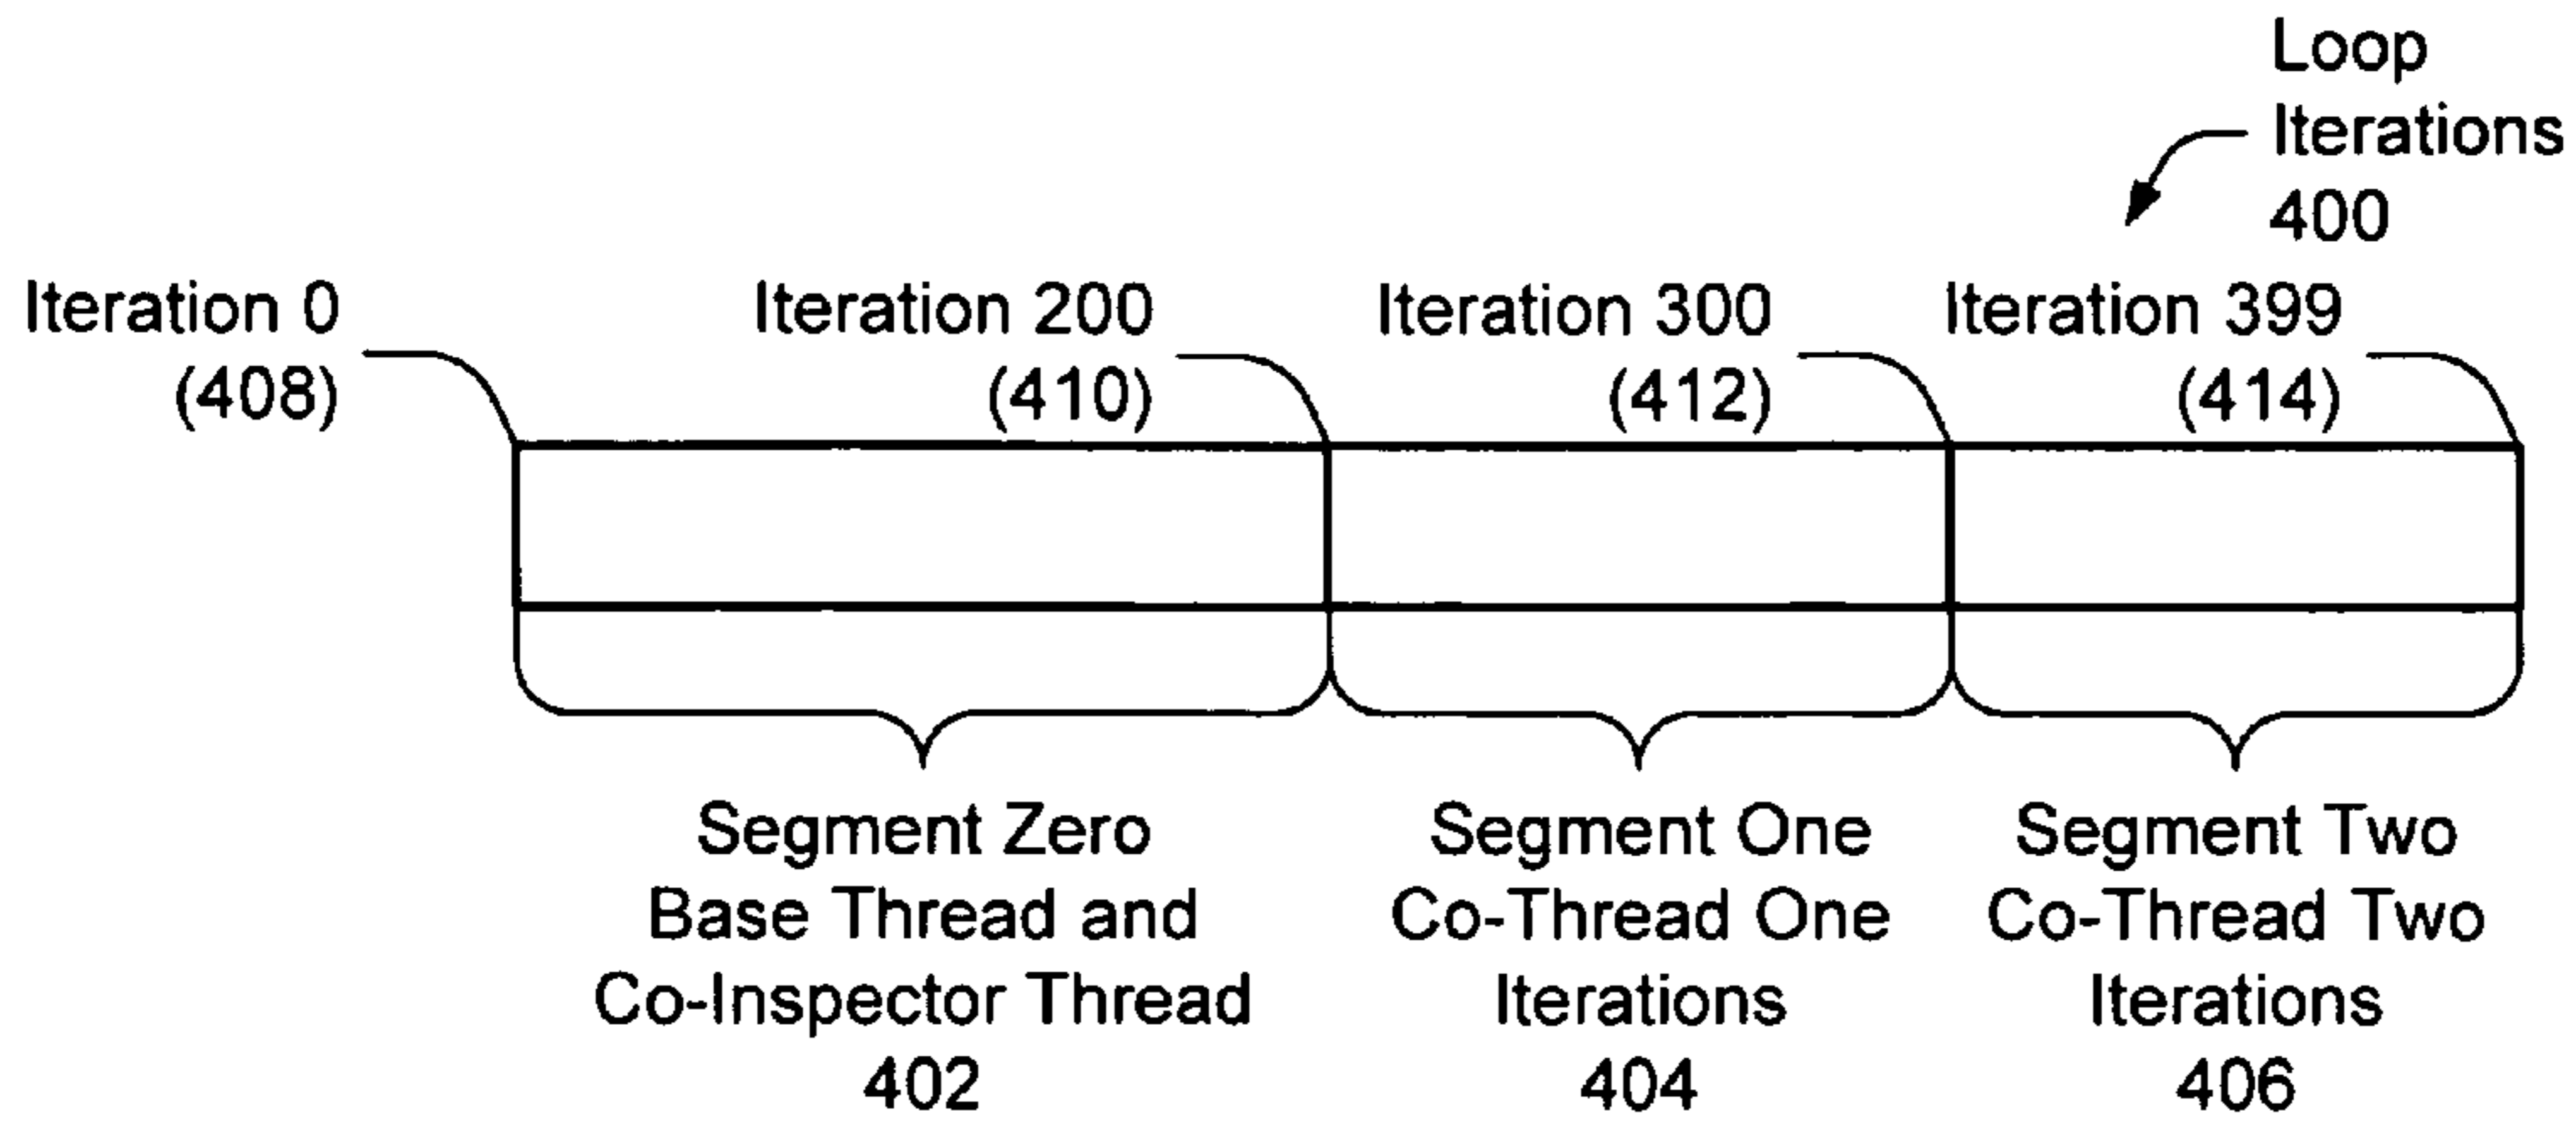 Loop
Iterations
400
Iteration 0
(408)
Iteration 200
(410)
Iteration 300
(412)
Iteration 399
(414)
Segment Zero
Base Thread and
Co-Inspector Thread
402
Segment One
Co-Thread One
Iterations
404
Segment Two
Co-Thread Two
Iterations
406